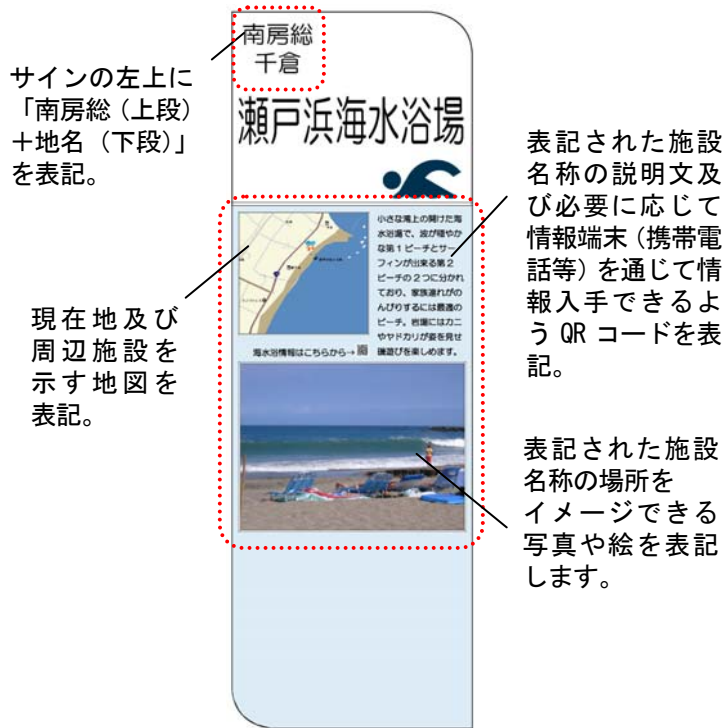 南房総
千倉
サインの左上に
「南房総(上段)
+地名(下段)」
を表記。
瀬戸浜海水浴場
小さな滝上の開けた海
水浴場で、波が穏やか
な第1ビーチとサー
フィンが出来る第2
ビーチの2つに分かれ
ており、家族連れがの
んびりするには最適の
ビーチ。岩場にはカニ
ややドカリが姿を見せ
磯遊びを楽しめます。
海水浴情報はこちらから→
現在地及び
周辺施設を
示す地図を
表記。
表記された施設
名称の説明文及
び必要に応じて
情報端末(携帯電
話等)を通じて情
報入手できるよ
う QR コードを表
記。
表記された施設
名称の場所を
イメージできる
写真や絵を表記
します。